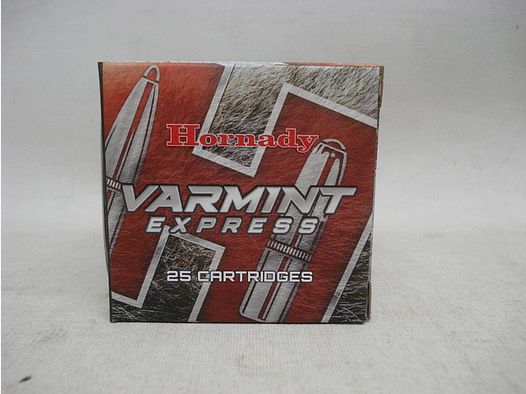 Hornady
VARMINT
EXPRESS
25 CARTRIDGES